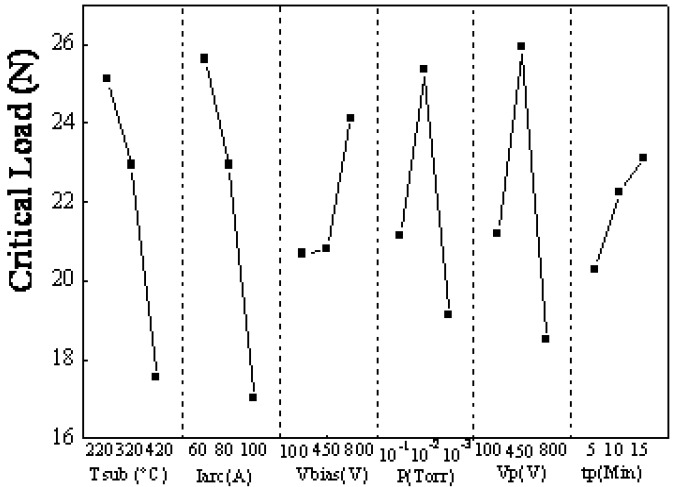 Critical Load (N)
26
24
22
20
18
16
220 320 420 60 80 100 100 450 800 10⁻¹ 10⁻² 10⁻³ 100 450 800 5 10 15
Tsub (°C) Iarc(A) Vbias(V) P(Torr) Vp(V) tp(Min)